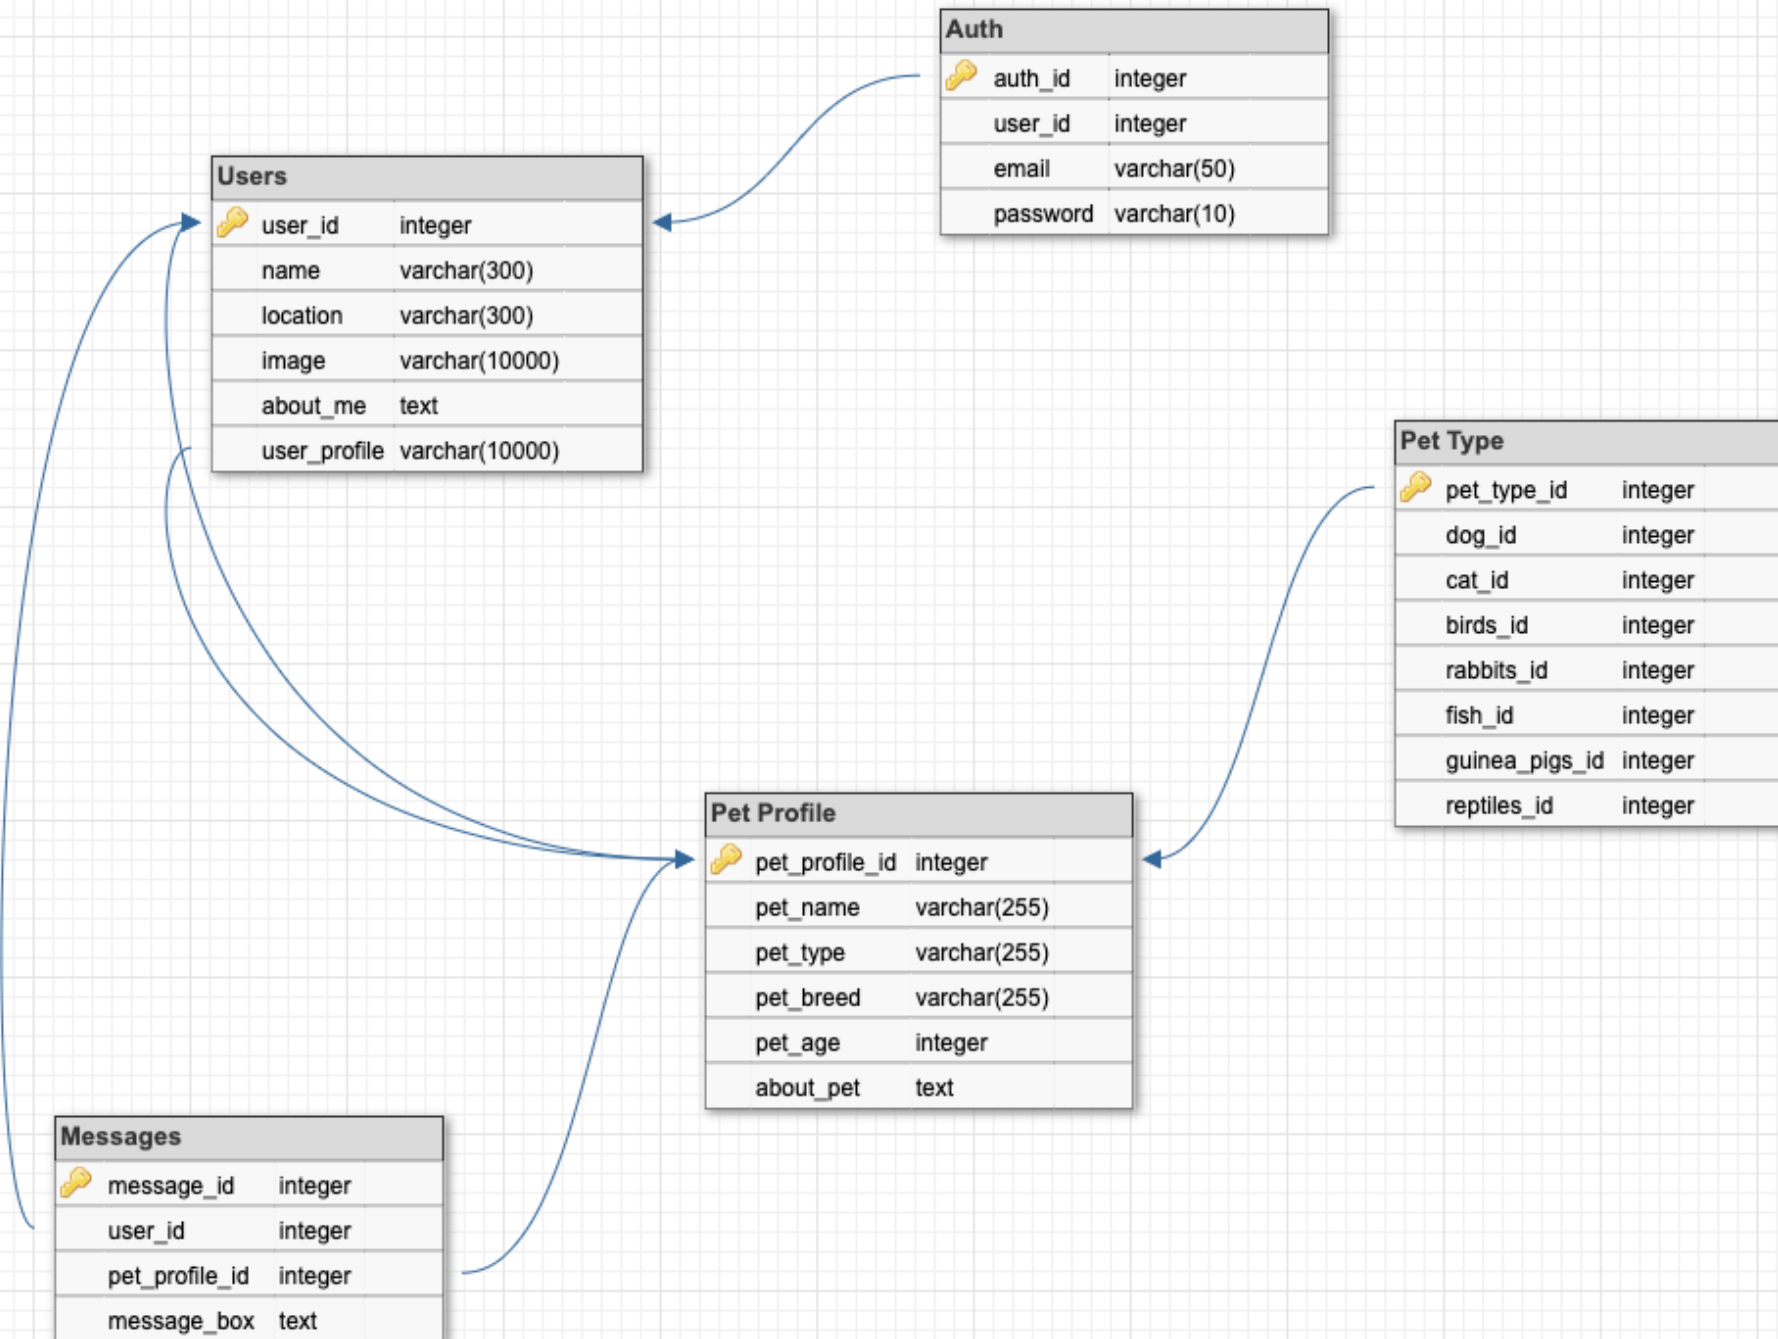 Auth
auth_id integer
user_id integer
email varchar(50)
password varchar(10)
Users
user_id integer
name varchar(300)
location varchar(300)
image varchar(10000)
about_me text
user_profile varchar(10000)
Pet Type
pet_type_id integer
dog_id integer
cat_id integer
birds_id integer
rabbits_id integer
fish_id integer
guinea_pigs_id integer
reptiles_id integer
Pet Profile
pet_profile_id integer
pet_name varchar(255)
pet_type varchar(255)
pet_breed varchar(255)
pet_age integer
about_pet text
Messages
message_id integer
user_id integer
pet_profile_id integer
message_box text